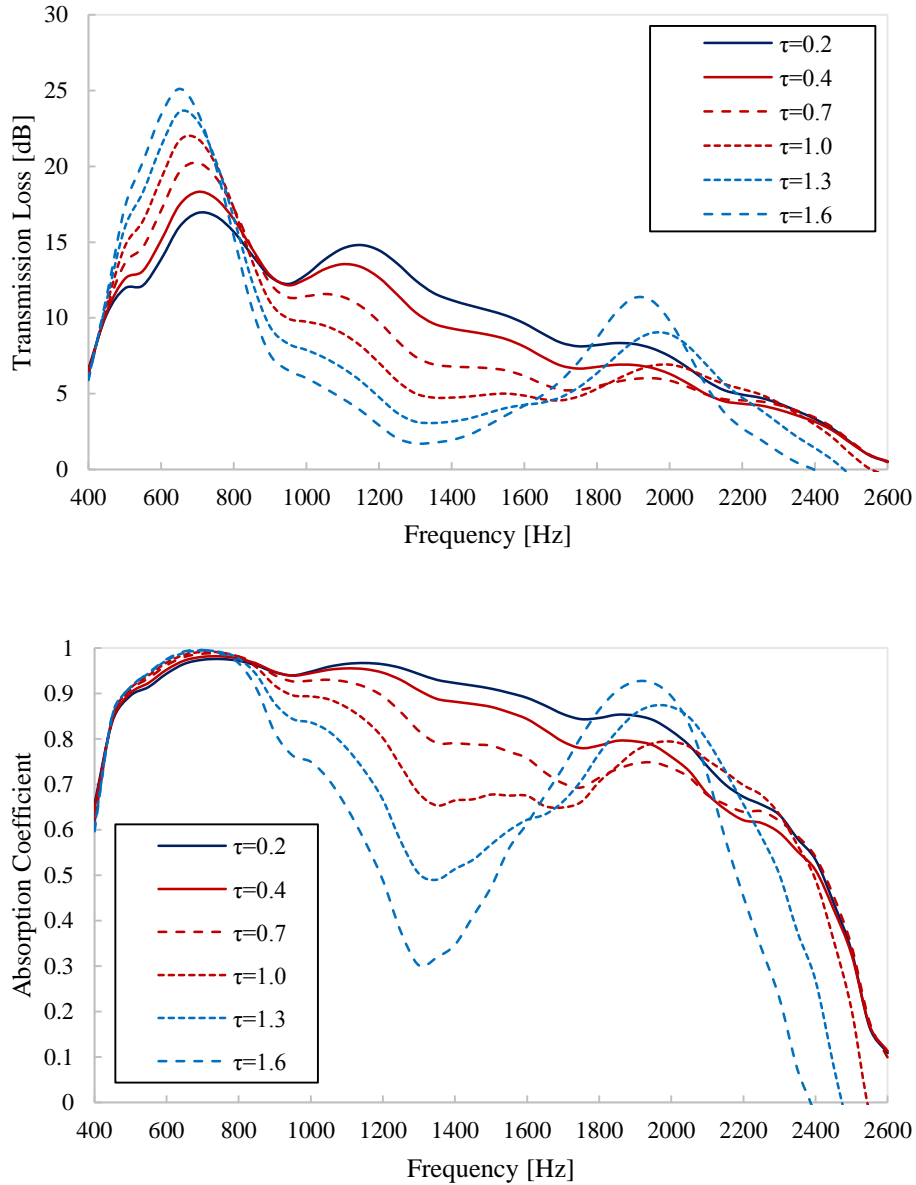 30
25
20
15
10
5
0
Transmission Loss [dB]
τ=0.2
τ=0.4
τ=0.7
τ=1.0
τ=1.3
τ=1.6
400 600 800 1000 1200 1400 1600 1800 2000 2200 2400 2600
Frequency [Hz]
1
0.9
0.8
0.7
0.6
0.5
0.4
0.3
0.2
0.1
0
Absorption Coefficient
τ=0.2
τ=0.4
τ=0.7
τ=1.0
τ=1.3
τ=1.6
400 600 800 1000 1200 1400 1600 1800 2000 2200 2400 2600
Frequency [Hz]